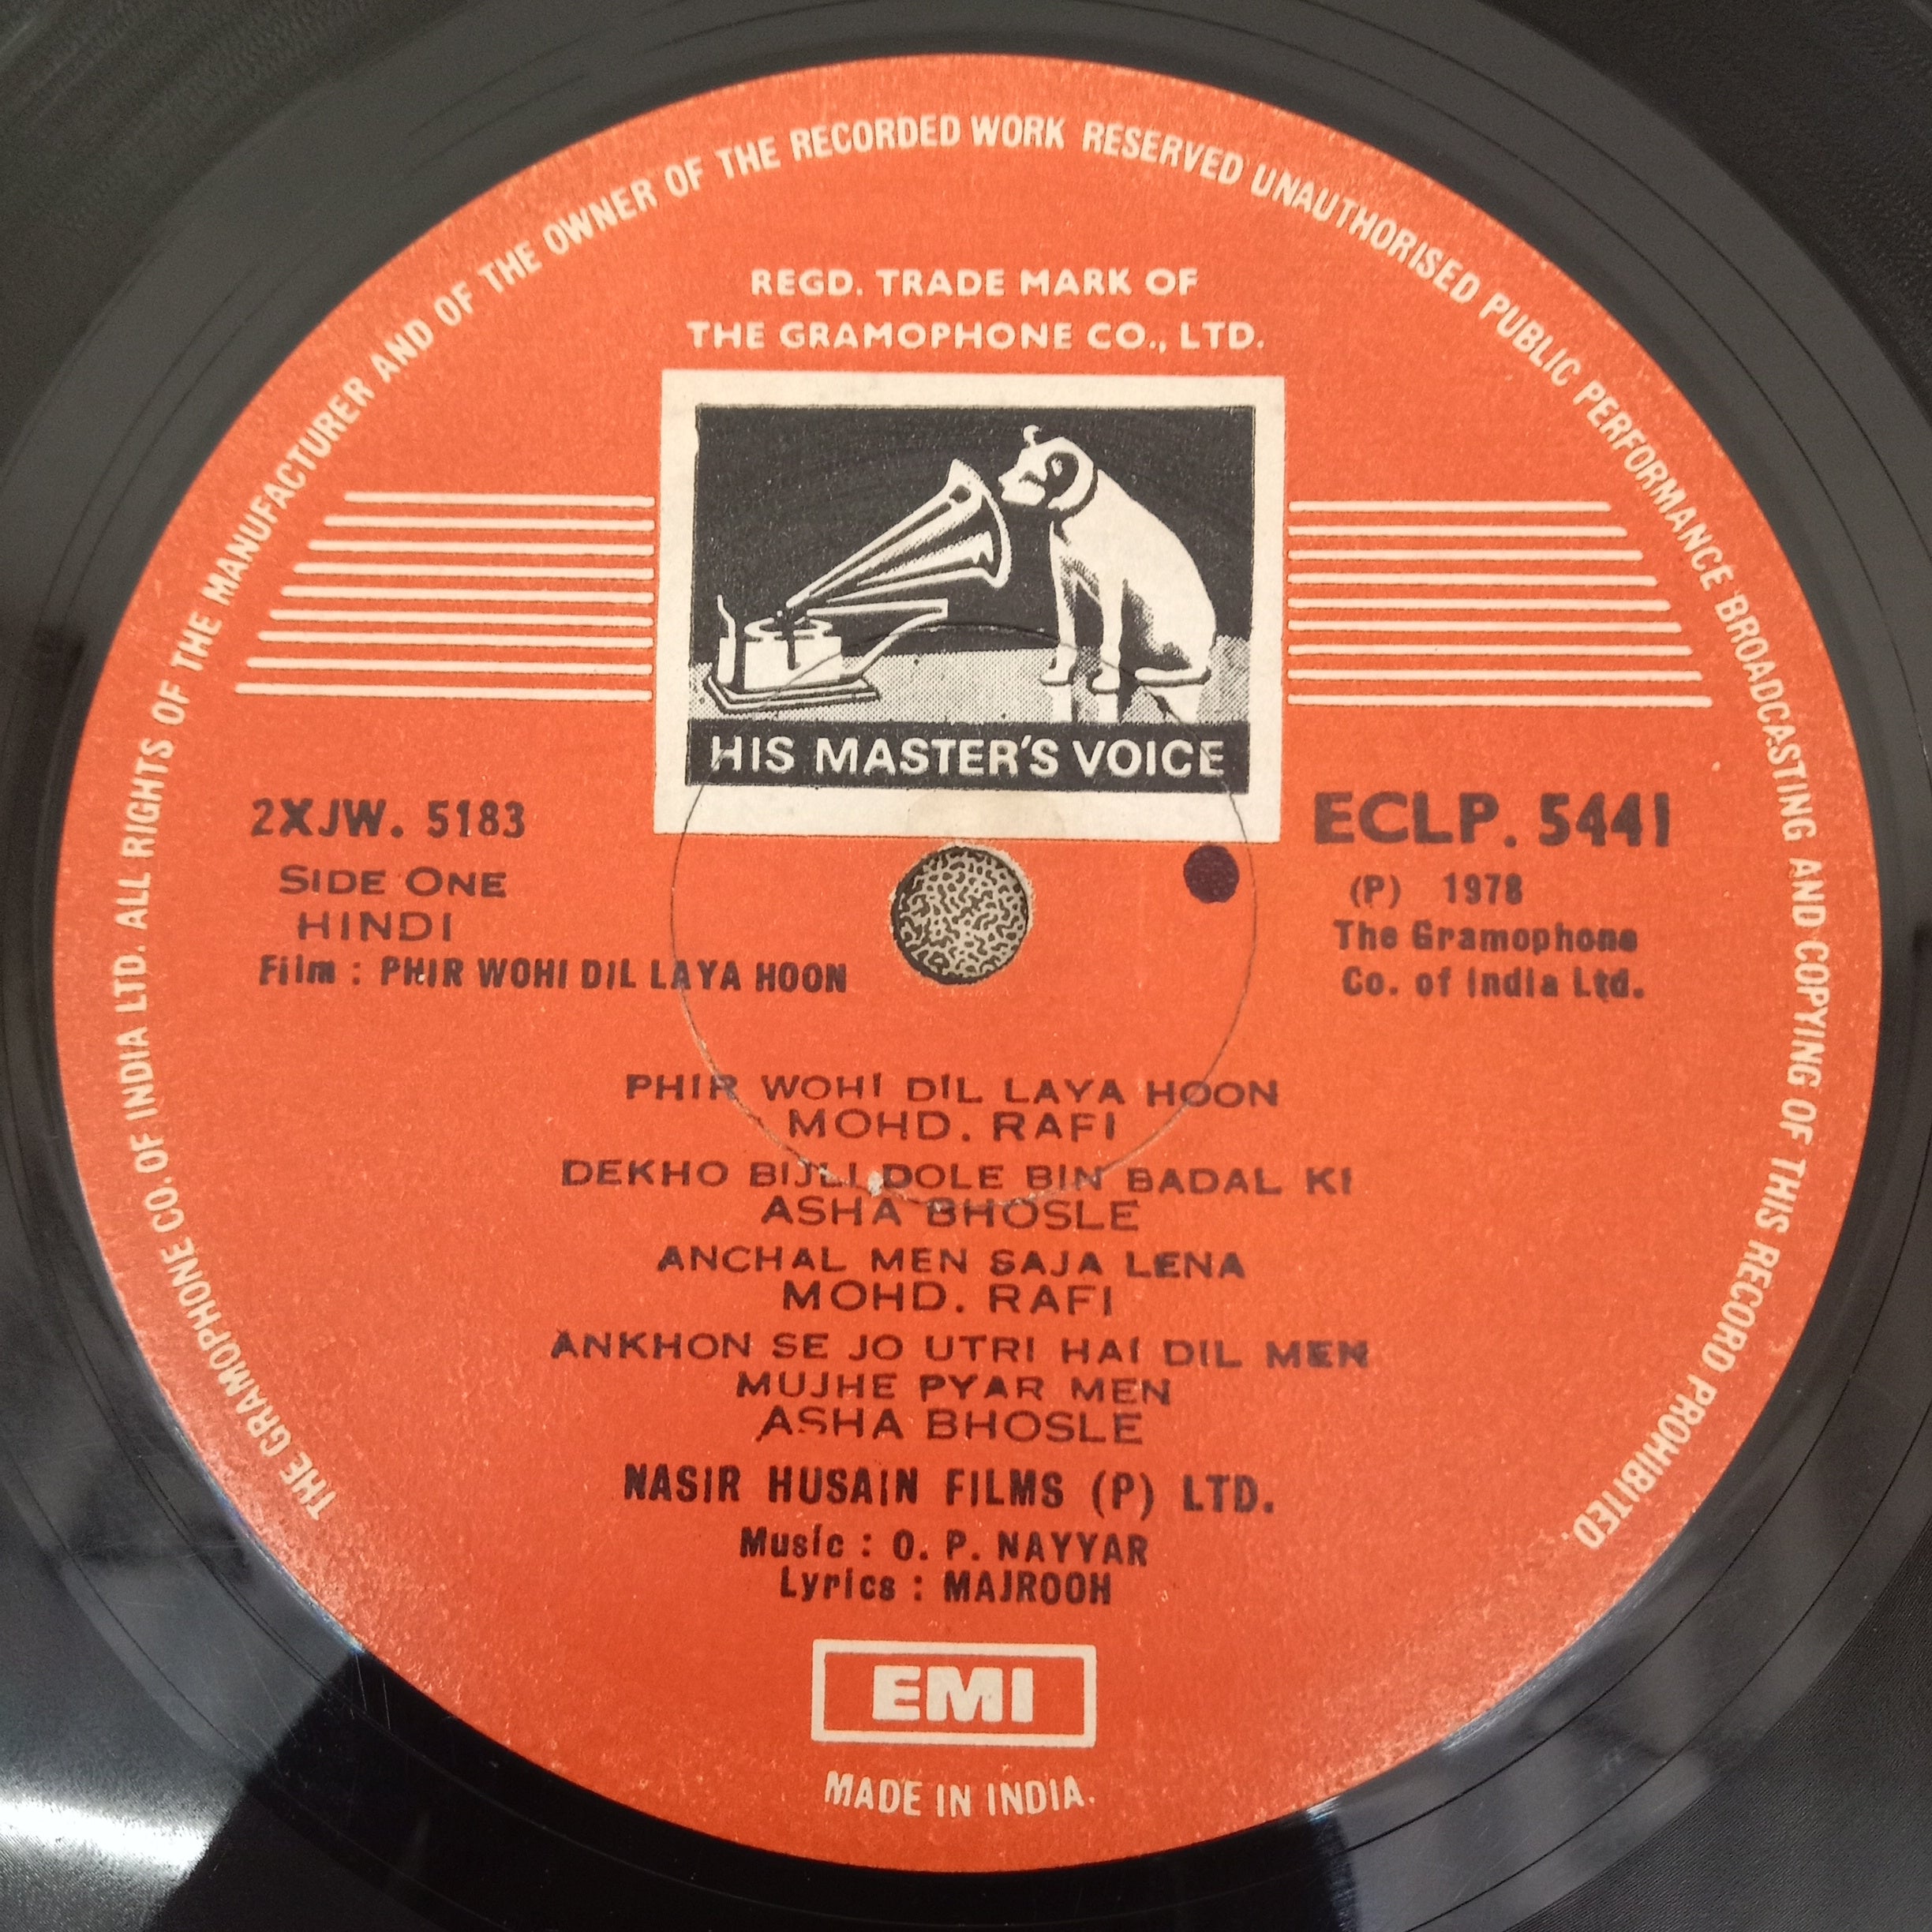 THE GRAMOPHONE CO. OF INDIA LTD. ALL RIGHTS OF THE MANUFACTURER AND OF THE OWNER OF THE RECORDED WORK RESERVED UNAUTHORISED PUBLIC PERFORMANCE BROADCASTING AND COPYING OF THIS RECORD PROHIBITED.
REGD. TRADE MARK OF
THE GRAMOPHONE CO., LTD.
HIS MASTER'S VOICE
2XJW. 5183
SIDE ONE
HINDI
Film : PHIR WOHI DIL LAYA HOON
ECLP. 5441
(P) 1978
The Gramophone
Co. of India Ltd.
PHIR WOHI DIL LAYA HOON
MOHD. RAFI
DEKHO BIJLI DOLE BIN BADAL KI
ASHA BHOSLE
ANCHAL MEN SAJA LENA
MOHD. RAFI
ANKHON SE JO UTRI HAI DIL MEN
MUJHE PYAR MEN
ASHA BHOSLE
NASIR HUSAIN FILMS (P) LTD.
Music : O. P. NAYYAR
Lyrics : MAJROOH
EMI
MADE IN INDIA.